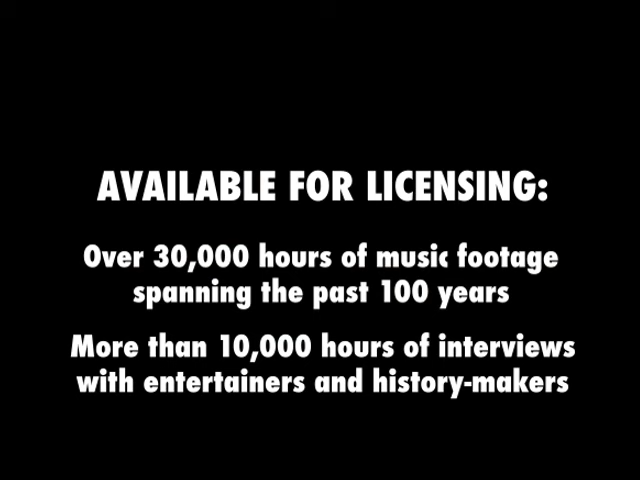 AVAILABLE FOR LICENSING:
Over 30,000 hours of music footage
spanning the past 100 years
More than 10,000 hours of interviews
with entertainers and history-makers